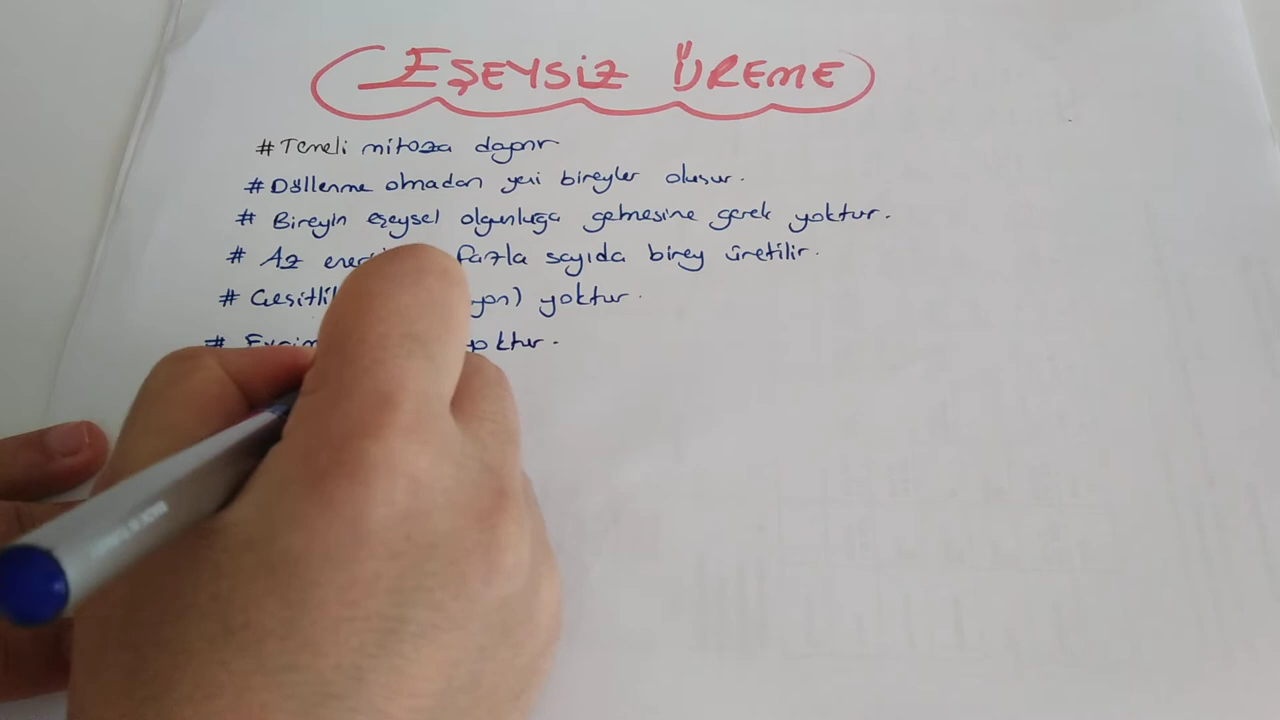 EŞEYSİZ ÜREME
# Temeli mitoza dayanır
# Döllenme olmadan yeni bireyler oluşur.
# Bireyin eşeysel olgunluğa gelmesine gerek yoktur.
# Az fazla sayıda birey üretilir.
# yoktur.
#